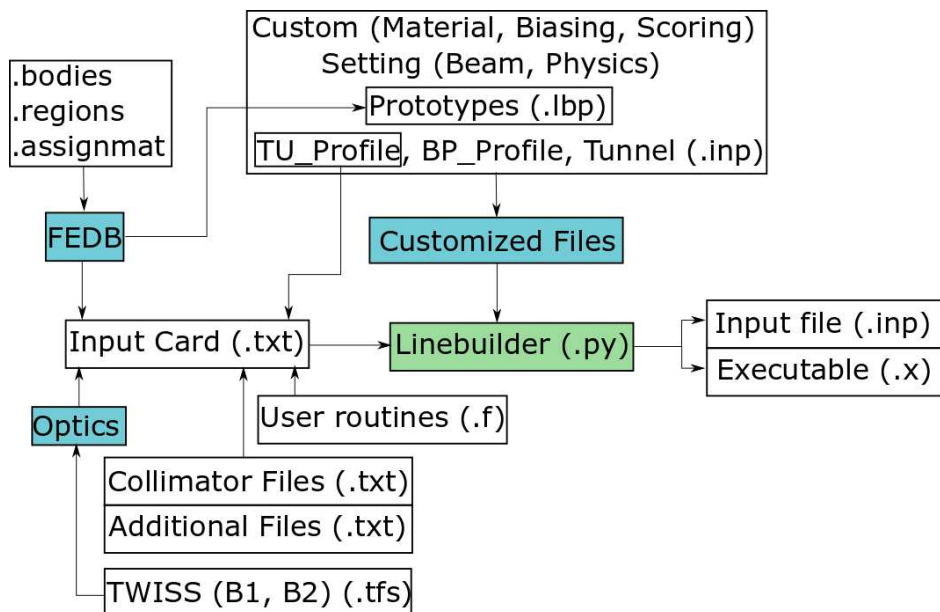 Custom (Material, Biasing, Scoring)
Setting (Beam, Physics)
Prototypes (.lbp)
TU_Profile, BP_Profile, Tunnel (.inp)
.bodies
.regions
.assignmat
FEDB
Customized Files
Input Card (.txt)
Linebuilder (.py)
Input file (.inp)
Executable (.x)
Optics
User routines (.f)
Collimator Files (.txt)
Additional Files (.txt)
TWISS (B1, B2) (.tfs)